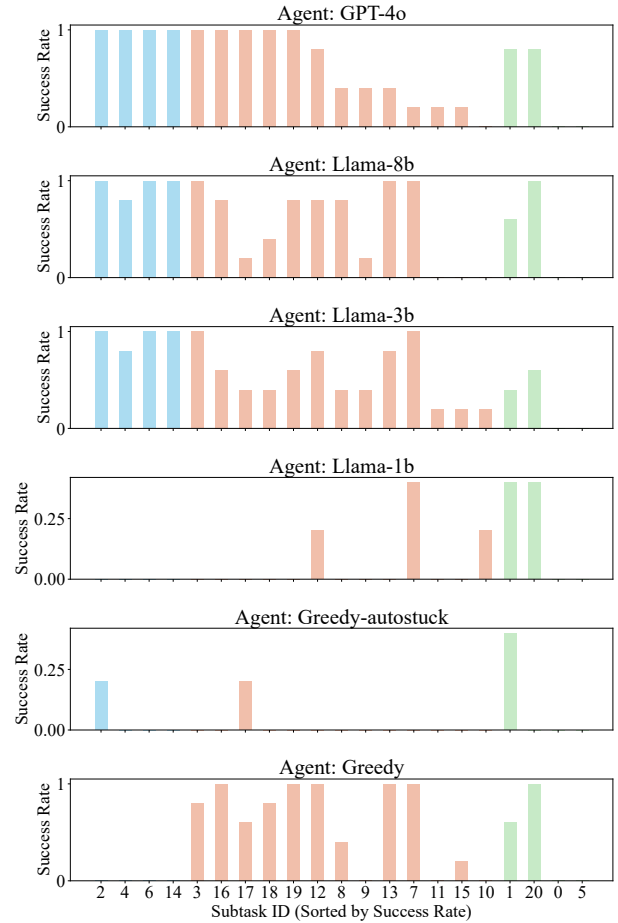 Agent: GPT-4o
Success Rate
1
0
Agent: Llama-8b
Success Rate
1
0
Agent: Llama-3b
Success Rate
1
0
Agent: Llama-1b
Success Rate
0.25
0.00
Agent: Greedy-autostuck
Success Rate
0.25
0.00
Agent: Greedy
Success Rate
1
0
2 4 6 14 3 16 17 18 19 12 8 9 13 7 11 15 10 1 20 0 5
Subtask ID (Sorted by Success Rate)